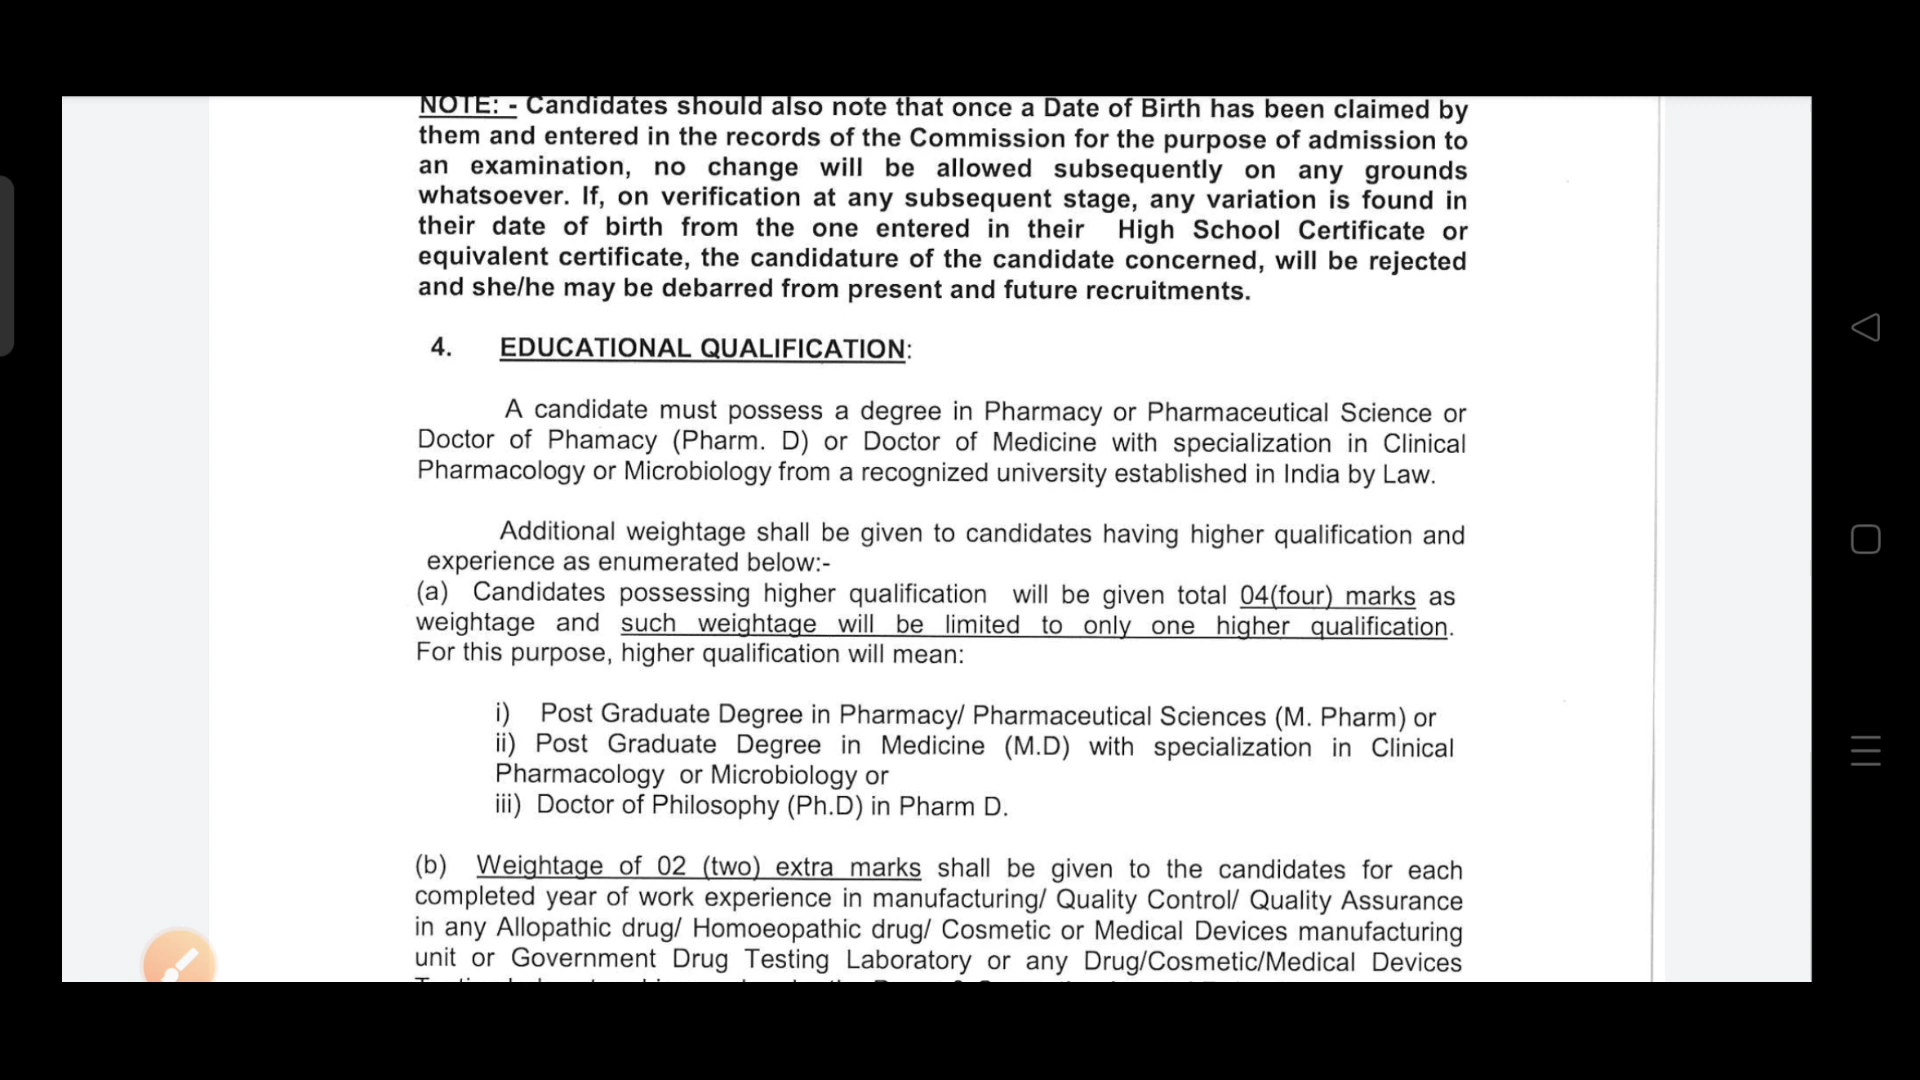 NOTE: - Candidates should also note that once a Date of Birth has been claimed by
them and entered in the records of the Commission for the purpose of admission to
an examination, no change will be allowed subsequently on any grounds
whatsoever. If, on verification at any subsequent stage, any variation is found in
their date of birth from the one entered in their High School Certificate or
equivalent certificate, the candidature of the candidate concerned, will be rejected
and she/he may be debarred from present and future recruitments.
4. EDUCATIONAL QUALIFICATION:
A candidate must possess a degree in Pharmacy or Pharmaceutical Science or
Doctor of Phamacy (Pharm. D) or Doctor of Medicine with specialization in Clinical
Pharmacology or Microbiology from a recognized university established in India by Law.
Additional weightage shall be given to candidates having higher qualification and
experience as enumerated below:-
(a) Candidates possessing higher qualification will be given total 04(four) marks as
weightage and such weightage will be limited to only one higher qualification.
For this purpose, higher qualification will mean:
i) Post Graduate Degree in Pharmacy/ Pharmaceutical Sciences (M. Pharm) or
ii) Post Graduate Degree in Medicine (M.D) with specialization in Clinical
Pharmacology or Microbiology or
iii) Doctor of Philosophy (Ph.D) in Pharm D.
(b) Weightage of 02 (two) extra marks shall be given to the candidates for each
completed year of work experience in manufacturing/ Quality Control/ Quality Assurance
in any Allopathic drug/ Homoeopathic drug/ Cosmetic or Medical Devices manufacturing
unit or Government Drug Testing Laboratory or any Drug/Cosmetic/Medical Devices